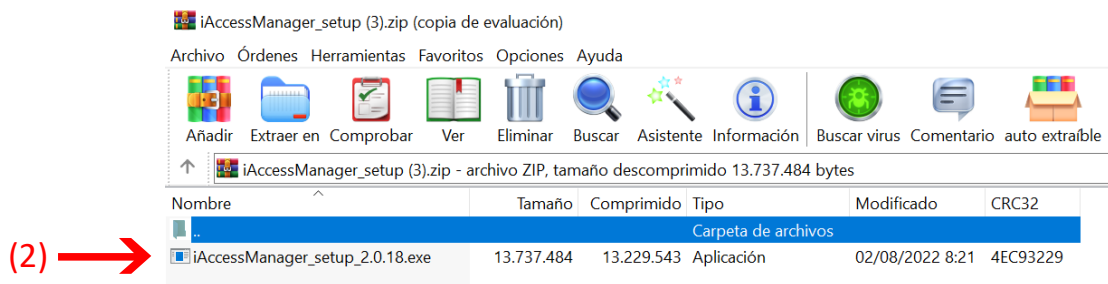 iAccessManager_setup (3).zip (copia de evaluación)
Archivo Órdenes Herramientas Favoritos Opciones Ayuda
Añadir Extraer en Comprobar Ver Eliminar Buscar Asistente Información Buscar virus Comentario auto extraíble
iAccessManager_setup (3).zip - archivo ZIP, tamaño descomprimido 13.737.484 bytes
Nombre Tamaño Comprimido Tipo Modificado CRC32
.. Carpeta de archivos
(2) iAccessManager_setup_2.0.18.exe 13.737.484 13.229.543 Aplicación 02/08/2022 8:21 4EC93229